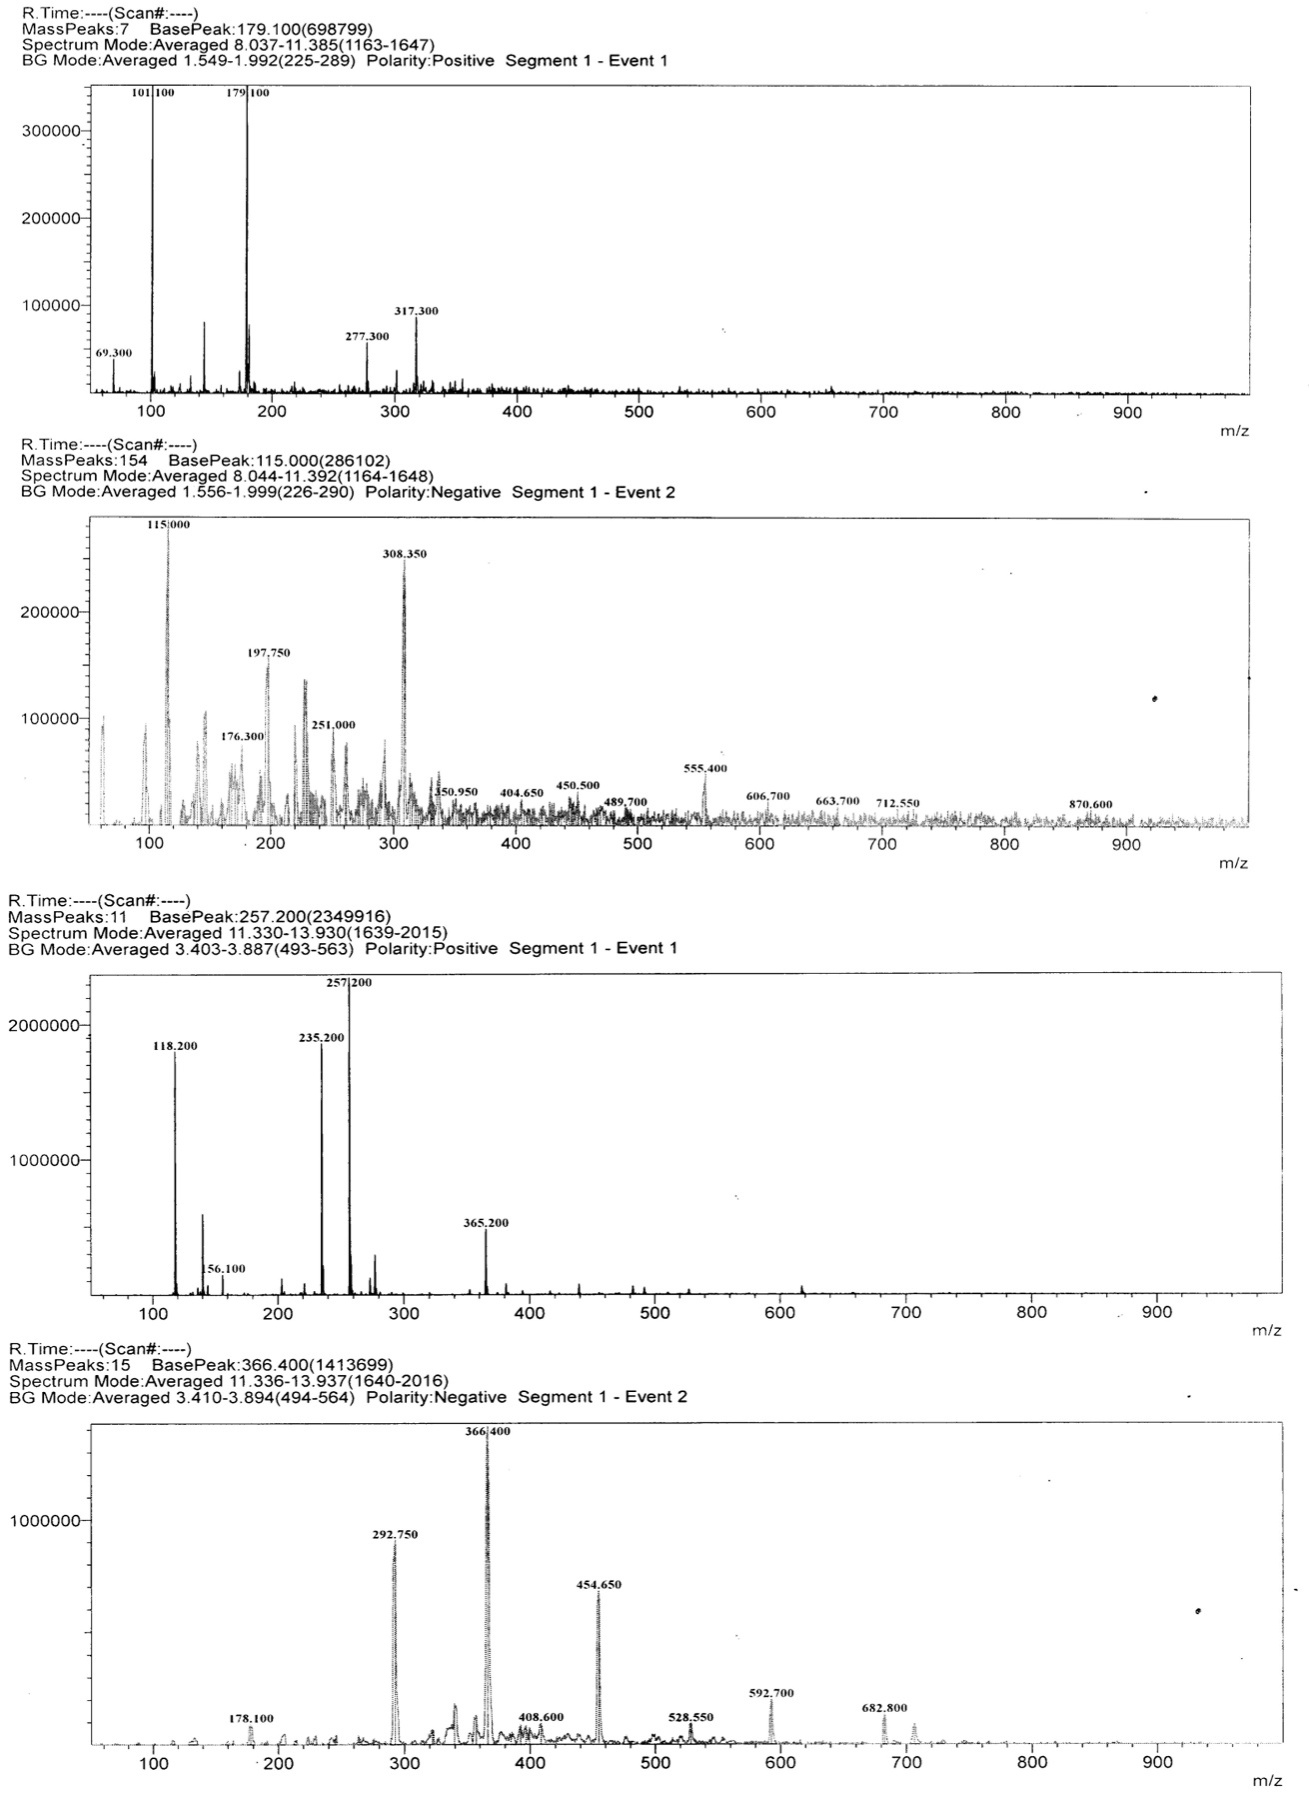 R.Time:----(Scan#:----)
MassPeaks:7 BasePeak:179.100(698799)
Spectrum Mode:Averaged 8.037-11.385(1163-1647)
BG Mode:Averaged 1.549-1.992(225-289) Polarity:Positive Segment 1 - Event 1
101.100 179.100
300000
200000
100000
317.300
277.300
69.300
100 200 300 400 500 600 700 800 900
m/z
R.Time:----(Scan#:----)
MassPeaks:154 BasePeak:115.000(286102)
Spectrum Mode:Averaged 8.044-11.392(1164-1648)
BG Mode:Averaged 1.556-1.999(226-290) Polarity:Negative Segment 1 - Event 2
115.000
308.350
200000
197.750
100000
176.300 251.000
555.400
350.950 404.650 450.500 489.700 606.700 663.700 712.550 870.600
100 200 300 400 500 600 700 800 900
m/z
R.Time:----(Scan#:----)
MassPeaks:11 BasePeak:257.200(2349916)
Spectrum Mode:Averaged 11.330-13.930(1639-2015)
BG Mode:Averaged 3.403-3.887(493-563) Polarity:Positive Segment 1 - Event 1
257.200
2000000
118.200 235.200
1000000
365.200
156.100
100 200 300 400 500 600 700 800 900
m/z
R.Time:----(Scan#:----)
MassPeaks:15 BasePeak:366.400(1413699)
Spectrum Mode:Averaged 11.336-13.937(1640-2016)
BG Mode:Averaged 3.410-3.894(494-564) Polarity:Negative Segment 1 - Event 2
366.400
1000000
292.750
454.650
592.700
178.100 408.600 528.550 682.800
100 200 300 400 500 600 700 800 900
m/z